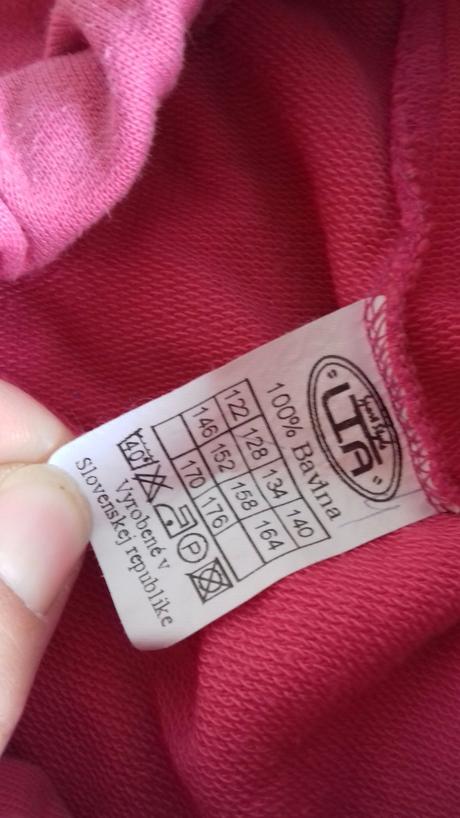 LTA
100% Bavlna
122 128 134 140
146 152 158 164
170 176
40 P
Vyrobené v
Slovenskej republike